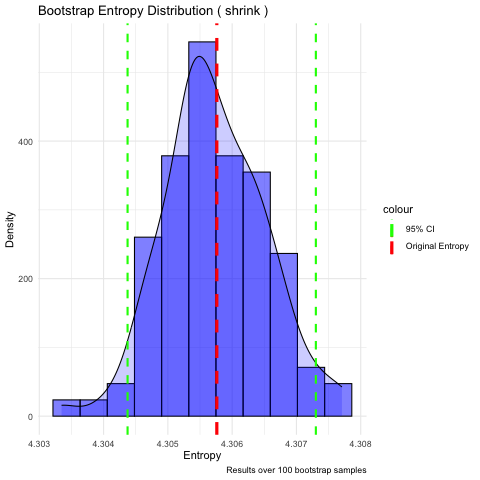 Bootstrap Entropy Distribution ( shrink )
Density
400
200
0
4.303
4.304
4.305
4.306
4.307
4.308
Entropy
colour
95% CI
Original Entropy
Results over 100 bootstrap samples